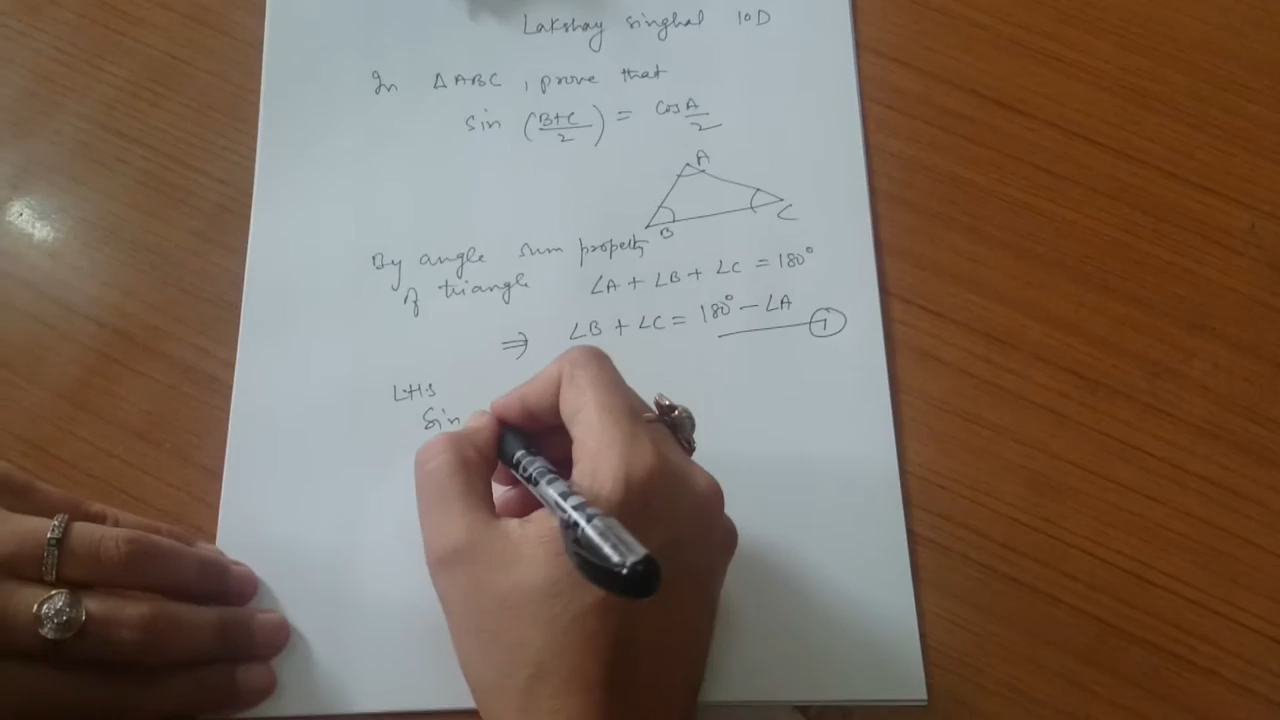 Lakshay Singhal 10D
In ΔABC, prove that
Sin (B+C/2) = cos A/2
A
B
C
By angle sum property
of triangle ∠A + ∠B + ∠C = 180°
⇒ ∠B + ∠C = 180° - ∠A ①
L.H.S
Sin